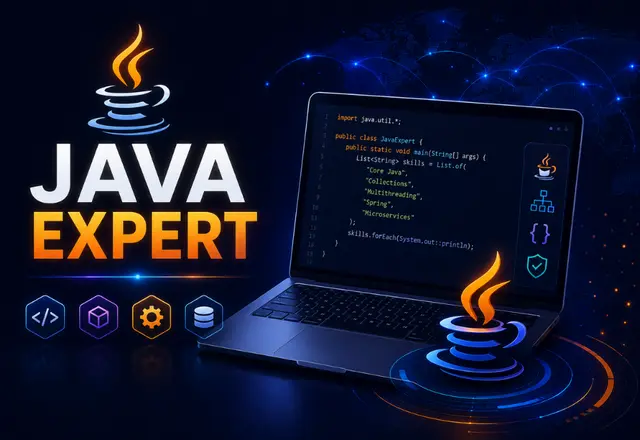 JAVA
EXPERT
import java.util.*;
public class JavaExpert {
public static void main(String[] args) {
List<String> skills = List.of(
"Core Java",
"Collections",
"Multithreading",
"Spring",
"Microservices"
);
skills.forEach(System.out::println);
}
}